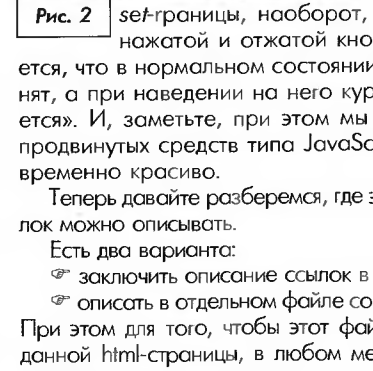 Рис. 2
set-границы, наоборот,
нажатой и отжатой кно
ется, что в нормальном состоянии
нят, а при наведении на него кур
ется». И, заметьте, при этом мы
продвинутых средств типа JavaSc
временно красиво.
Теперь давайте разберемся, где з
лок можно описывать.
Есть два варианта:
☞ заключить описание ссылок в
☞ описать в отдельном файле со
При этом для того, чтобы этот фай
данной html-страницы, в любом ме